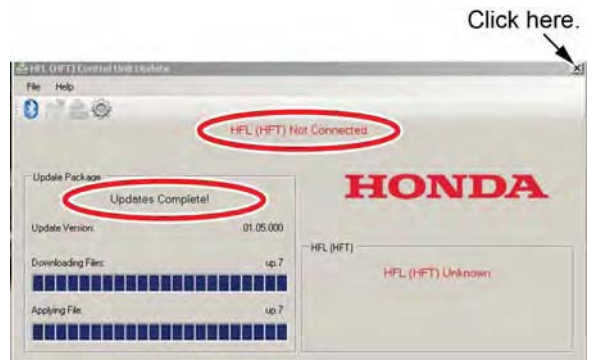 Click here.
HFL (HFT) Control Unit Update
File Help
HFL (HFT) Not Connected
Update Package
Updates Complete!
HONDA
Update Version: 01.05.000
HFL (HFT)
Downloading Files: up.7
HFL (HFT) Unknown
Applying File: up.7